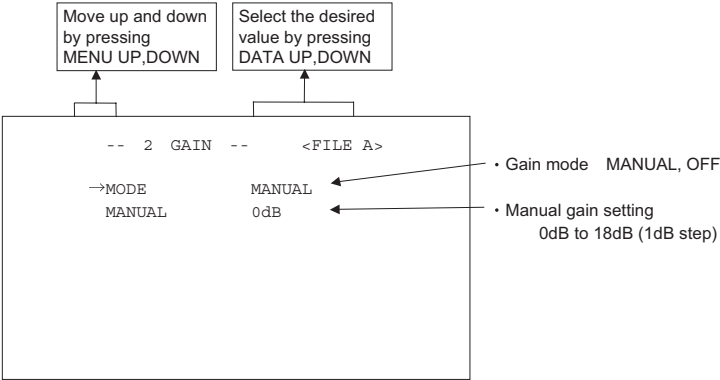 Move up and down
by pressing
MENU UP,DOWN
Select the desired
value by pressing
DATA UP,DOWN
-- 2 GAIN -- <FILE A>
→MODE MANUAL
MANUAL 0dB
・Gain mode MANUAL, OFF
・Manual gain setting
0dB to 18dB (1dB step)